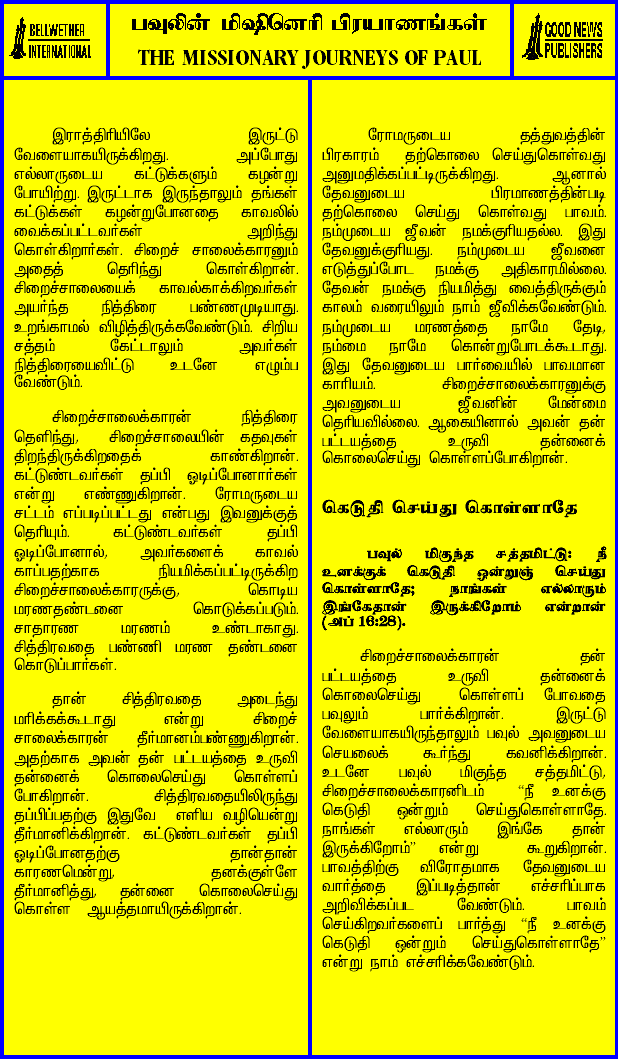 BELLWETHER
INTERNATIONAL
பவுலின் மிஷினெரி பிரயாணங்கள்
THE MISSIONARY JOURNEYS OF PAUL
GOOD NEWS
PUBLISHERS
இராத்திரியிலே இருட்டு
வேளையாகயிருக்கிறது. அப்போது
எல்லாருடைய கட்டுக்களும் கழன்று
போயிற்று. இருட்டாக இருந்தாலும் தங்கள்
கட்டுக்கள் கழன்றுபோனதை காவலில்
வைக்கப்பட்டவர்கள் அறிந்து
கொள்கிறார்கள். சிறைச் சாலைக்காரனும்
அதைத் தெரிந்து கொள்கிறான்.
சிறைச்சாலையைக் காவல்காக்கிறவர்கள்
அயர்ந்த நித்திரை பண்ணமுடியாது.
உறங்காமல் விழித்திருக்கவேண்டும். சிறிய
சத்தம் கேட்டாலும் அவர்கள்
நித்திரையைவிட்டு உடனே எழும்ப
வேண்டும்.
சிறைச்சாலைக்காரன் நித்திரை
தெளிந்து, சிறைச்சாலையின் கதவுகள்
திறந்திருக்கிறதைக் காண்கிறான்.
கட்டுண்டவர்கள் தப்பி ஓடிப்போனார்கள்
என்று எண்ணுகிறான். ரோமருடைய
சட்டம் எப்படிப்பட்டது என்பது இவனுக்குத்
தெரியும். கட்டுண்டவர்கள் தப்பி
ஓடிப்போனால், அவர்களைக் காவல்
காப்பதற்காக நியமிக்கப்பட்டிருக்கிற
சிறைச்சாலைக்காரருக்கு, கொடிய
மரணதண்டனை கொடுக்கப்படும்.
சாதாரண மரணம் உண்டாகாது.
சித்திரவதை பண்ணி மரண தண்டனை
கொடுப்பார்கள்.
தான் சித்திரவதை அடைந்து
மரிக்கக்கூடாது என்று சிறைச்
சாலைக்காரன் தீர்மானம்பண்ணுகிறான்.
அதற்காக அவன் தன் பட்டயத்தை உருவி
தன்னைக் கொலைசெய்து கொள்ளப்
போகிறான். சித்திரவதையிலிருந்து
தப்பிப்பதற்கு இதுவே எளிய வழியென்று
தீர்மானிக்கிறான். கட்டுண்டவர்கள் தப்பி
ஓடிப்போனதற்கு தான்தான்
காரணமென்று, தனக்குள்ளே
தீர்மானித்து, தன்னை கொலைசெய்து
கொள்ள ஆயத்தமாயிருக்கிறான்.
ரோமருடைய தத்துவத்தின்
பிரகாரம் தற்கொலை செய்துகொள்வது
அனுமதிக்கப்பட்டிருக்கிறது. ஆனால்
தேவனுடைய பிரமாணத்தின்படி
தற்கொலை செய்து கொள்வது பாவம்.
நம்முடைய ஜீவன் நமக்குரியதல்ல. இது
தேவனுக்குரியது. நம்முடைய ஜீவனை
எடுத்துப்போட நமக்கு அதிகாரமில்லை.
தேவன் நமக்கு நியமித்து வைத்திருக்கும்
காலம் வரையிலும் நாம் ஜீவிக்கவேண்டும்.
நம்முடைய மரணத்தை நாமே தேடி,
நம்மை நாமே கொன்றுபோடக்கூடாது.
இது தேவனுடைய பார்வையில் பாவமான
காரியம். சிறைச்சாலைக்காரனுக்கு
அவனுடைய ஜீவனின் மேன்மை
தெரியவில்லை. ஆகையினால் அவன் தன்
பட்டயத்தை உருவி தன்னைக்
கொலைசெய்து கொள்ளப்போகிறான்.
கெடுதி செய்து கொள்ளாதே
பவுல் மிகுந்த சத்தமிட்டு: நீ
உனக்குக் கெடுதி ஒன்றுஞ் செய்து
கொள்ளாதே; நாங்கள் எல்லாரும்
இங்கேதான் இருக்கிறோம் என்றான்
(அப் 16:28).
சிறைச்சாலைக்காரன் தன்
பட்டயத்தை உருவி தன்னைக்
கொலைசெய்து கொள்ளப் போவதை
பவுலும் பார்க்கிறான். இருட்டு
வேளையாகயிருந்தாலும் பவுல் அவனுடைய
செயலைக் கூர்ந்து கவனிக்கிறான்.
உடனே பவுல் மிகுந்த சத்தமிட்டு,
சிறைச்சாலைக்காரனிடம் “நீ உனக்கு
கெடுதி ஒன்றும் செய்துகொள்ளாதே.
நாங்கள் எல்லாரும் இங்கே தான்
இருக்கிறோம்” என்று கூறுகிறான்.
பாவத்திற்கு விரோதமாக தேவனுடைய
வார்த்தை இப்படித்தான் எச்சரிப்பாக
அறிவிக்கப்பட வேண்டும். பாவம்
செய்கிறவர்களைப் பார்த்து “நீ உனக்கு
கெடுதி ஒன்றும் செய்துகொள்ளாதே”
என்று நாம் எச்சரிக்கவேண்டும்.